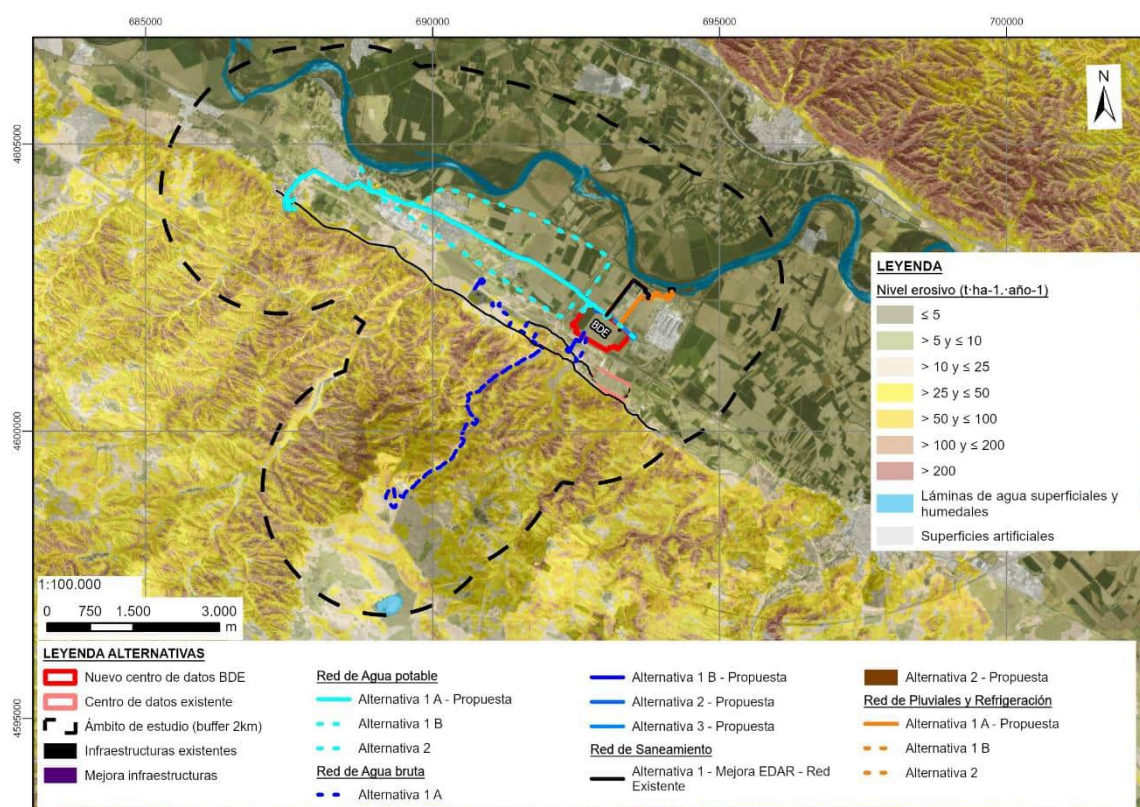 685000
690000
695000
700000
4605000
4600000
4595000
N
BDE
LEYENDA
Nivel erosivo (t·ha-1.·año-1)
≤ 5
> 5 y ≤ 10
> 10 y ≤ 25
> 25 y ≤ 50
> 50 y ≤ 100
> 100 y ≤ 200
> 200
Láminas de agua superficiales y
humedales
Superficies artificiales
1:100.000
0 750 1.500 3.000
m
LEYENDA ALTERNATIVAS
Nuevo centro de datos BDE
Centro de datos existente
Ámbito de estudio (buffer 2km)
Infraestructuras existentes
Mejora infraestructuras
Red de Agua potable
Alternativa 1 A - Propuesta
Alternativa 1 B
Alternativa 2
Red de Agua bruta
Alternativa 1 A
Alternativa 1 B - Propuesta
Alternativa 2 - Propuesta
Alternativa 3 - Propuesta
Red de Saneamiento
Alternativa 1 - Mejora EDAR - Red
Existente
Alternativa 2 - Propuesta
Red de Pluviales y Refrigeración
Alternativa 1 A - Propuesta
Alternativa 1 B
Alternativa 2